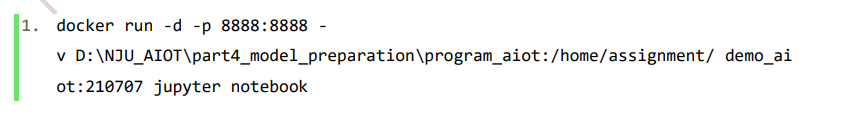 1. docker run -d -p 8888:8888 -
v D:\NJU_AIOT\part4_model_preparation\program_aiot:/home/assignment/ demo_ai
ot:210707 jupyter notebook